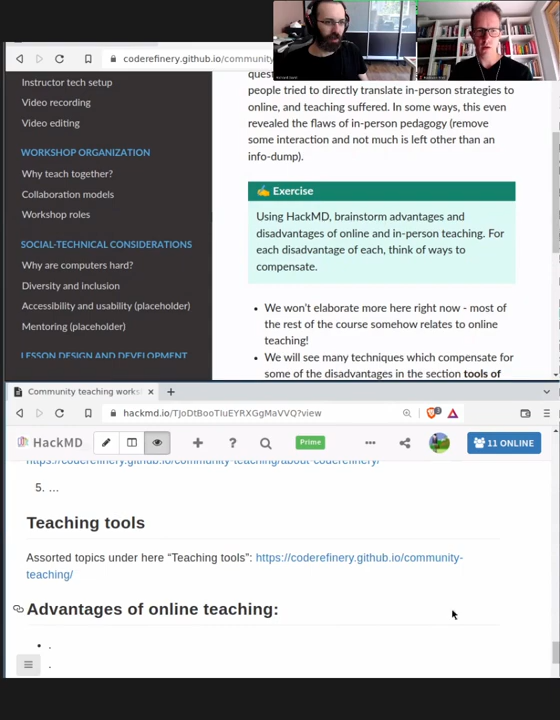 coderefinery.github.io/community
Instructor tech setup
Video recording
Video editing
WORKSHOP ORGANIZATION
Why teach together?
Collaboration models
Workshop roles
SOCIAL-TECHNICAL CONSIDERATIONS
Why are computers hard?
Diversity and inclusion
Accessibility and usability (placeholder)
Mentoring (placeholder)
LESSON DESIGN AND DEVELOPMENT
people tried to directly translate in-person strategies to
online, and teaching suffered. In some ways, this even
revealed the flaws of in-person pedagogy (remove
some interaction and not much is left other than an
info-dump).
✍️ Exercise
Using HackMD, brainstorm advantages and
disadvantages of online and in-person teaching. For
each disadvantage of each, think of ways to
compensate.
• We won't elaborate more here right now - most of
the rest of the course somehow relates to online
teaching!
• We will see many techniques which compensate for
some of the disadvantages in the section tools of
Community teaching works
hackmd.io/TJoDtBooTIuEYRXGgMaVVQ?view
HackMD
Prime
11 ONLINE
https://coderefinery.github.io/community-teaching/about-coderefinery/
5. ...
Teaching tools
Assorted topics under here "Teaching tools": https://coderefinery.github.io/community-
teaching/
Advantages of online teaching:
• .
.